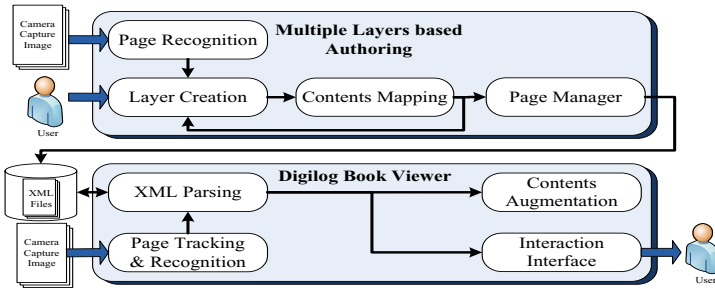 Camera
Capture
Image
Multiple Layers based
Authoring
Page Recognition
Layer Creation
Contents Mapping
Page Manager
User
Digilog Book Viewer
XML
Files
XML Parsing
Contents
Augmentation
Camera
Capture
Image
Page Tracking
& Recognition
Interaction
Interface
User